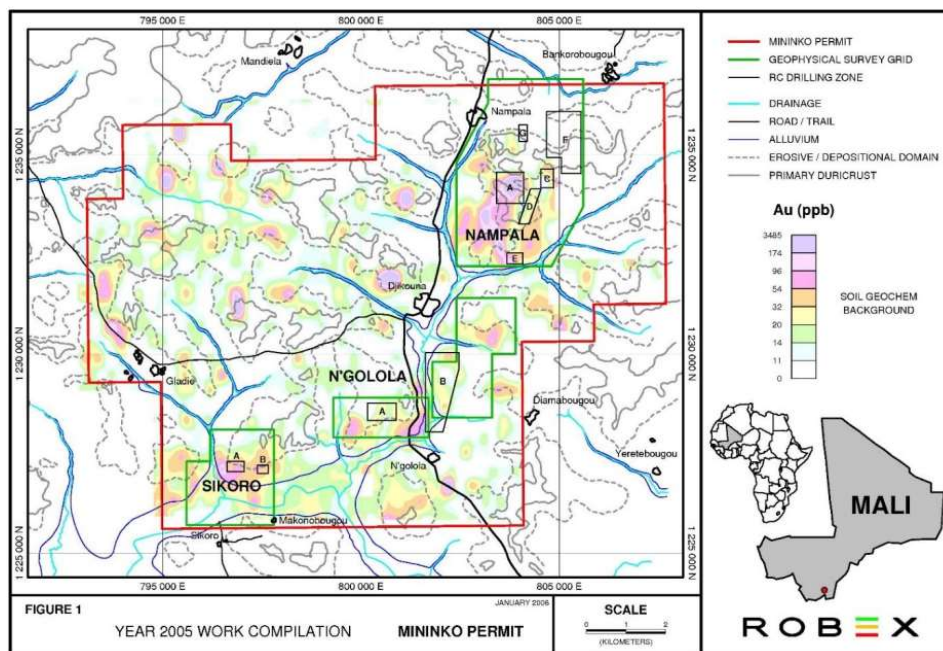 795 000 E
800 000 E
805 000 E
Mandiela
Bankorobougou
Nampala
G
F
1 235 000 N
1 235 000 N
A
C
D
NAMPALA
E
Djikouna
1 230 000 N
1 230 000 N
Gladie
N'GOLOLA
B
A
Diamabougou
N'golola
Yeretebougou
A
B
SIKORO
Makonobougou
Sikoro
1 225 000 N
1 225 000 N
795 000 E
800 000 E
805 000 E
FIGURE 1
JANUARY 2006
YEAR 2005 WORK COMPILATION
MININKO PERMIT
SCALE
0 1 2
(KILOMETERS)
MININKO PERMIT
GEOPHYSICAL SURVEY GRID
RC DRILLING ZONE
DRAINAGE
ROAD / TRAIL
ALLUVIUM
EROSIVE / DEPOSITIONAL DOMAIN
PRIMARY DURICRUST
Au (ppb)
3485
174
96
54
32
20
14
11
0
SOIL GEOCHEM
BACKGROUND
MALI
ROBEX